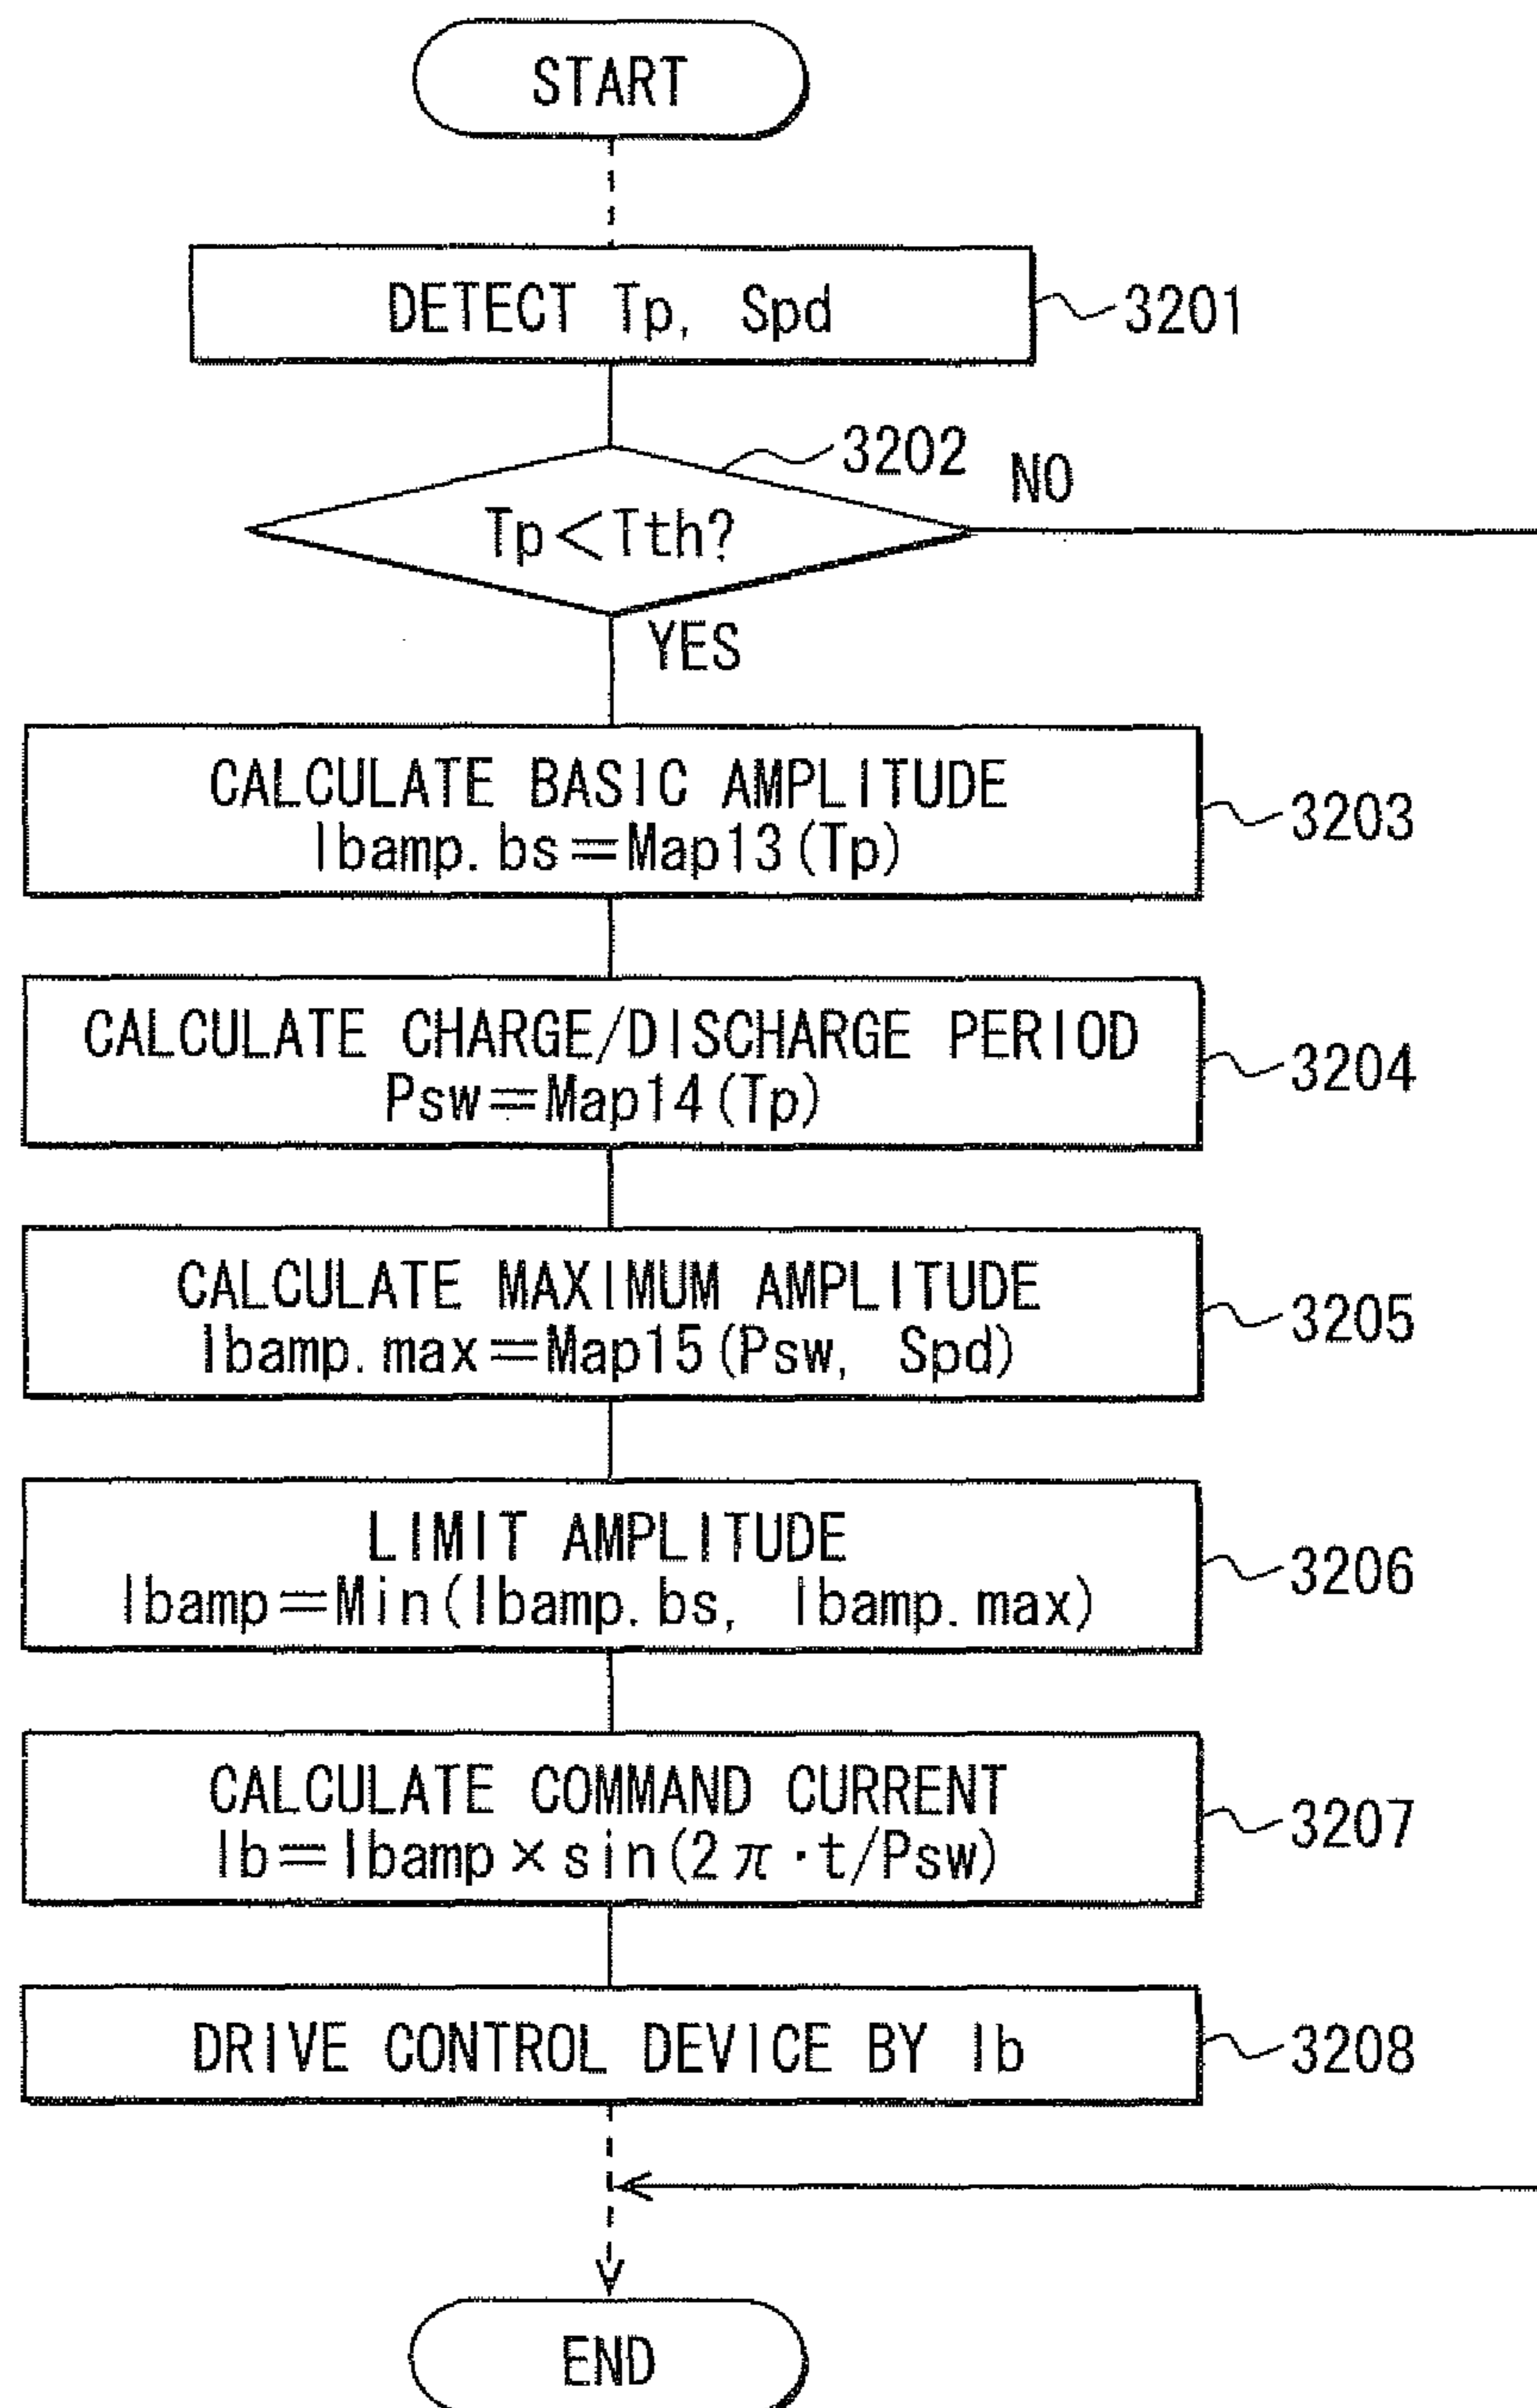 START
DETECT Tp, Spd
3201
3202
NO
Tp<Tth?
YES
CALCULATE BASIC AMPLITUDE
Ibamp.bs=Map13(Tp)
3203
CALCULATE CHARGE/DISCHARGE PERIOD
Psw=Map14(Tp)
3204
CALCULATE MAXIMUM AMPLITUDE
Ibamp.max=Map15(Psw, Spd)
3205
LIMIT AMPLITUDE
Ibamp=Min(Ibamp.bs, Ibamp.max)
3206
CALCULATE COMMAND CURRENT
Ib=Ibamp×sin(2π·t/Psw)
3207
DRIVE CONTROL DEVICE BY Ib
3208
END